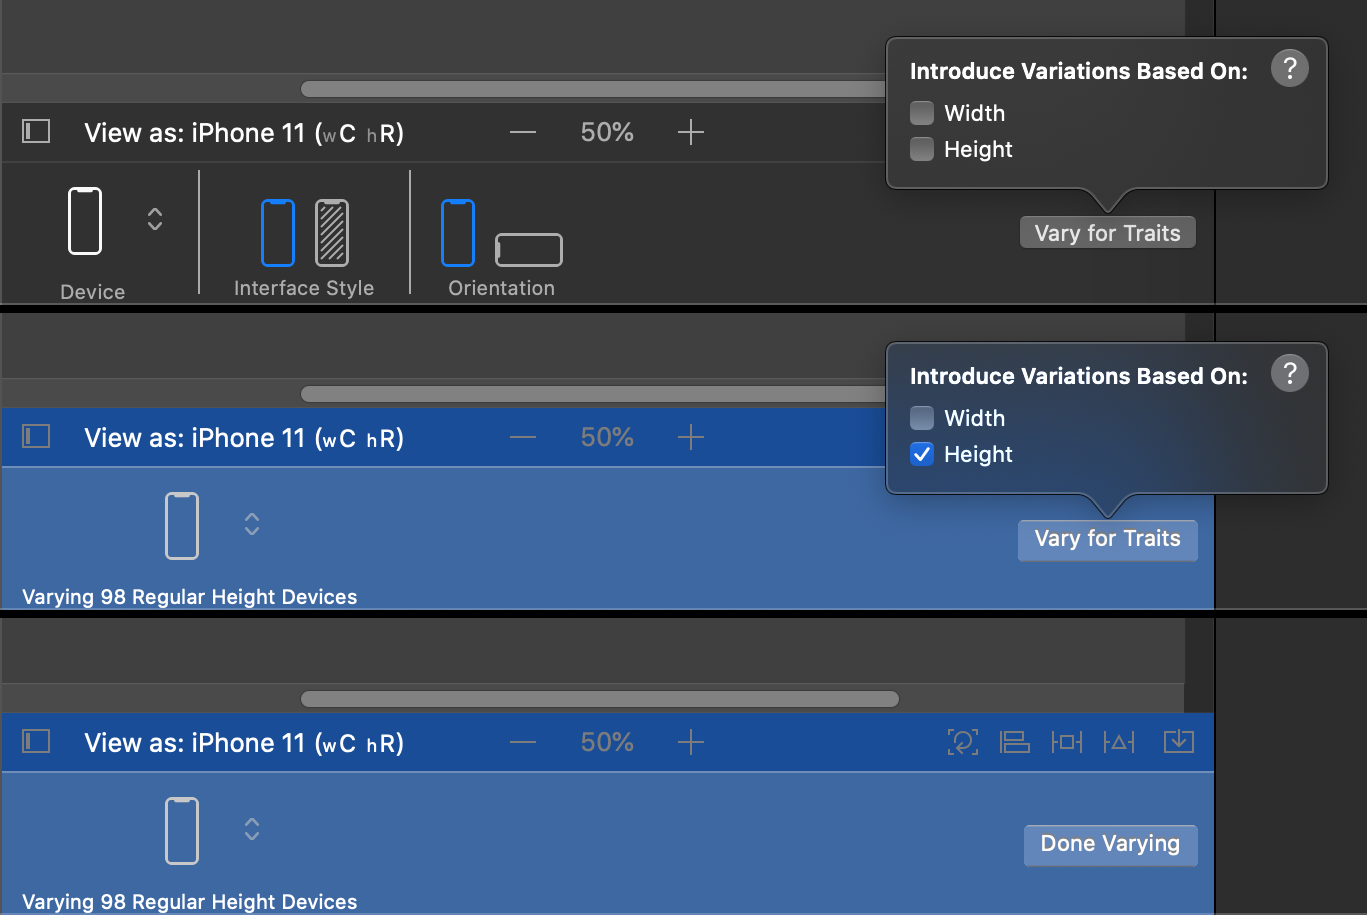 Introduce Variations Based On: ?
Width
View as: iPhone 11 (wC hR) 50%
Height
Vary for Traits
Device
Interface Style
Orientation
Introduce Variations Based On: ?
Width
View as: iPhone 11 (wC hR) 50%
Height
Vary for Traits
Varying 98 Regular Height Devices
View as: iPhone 11 (wC hR) 50%
Done Varying
Varying 98 Regular Height Devices